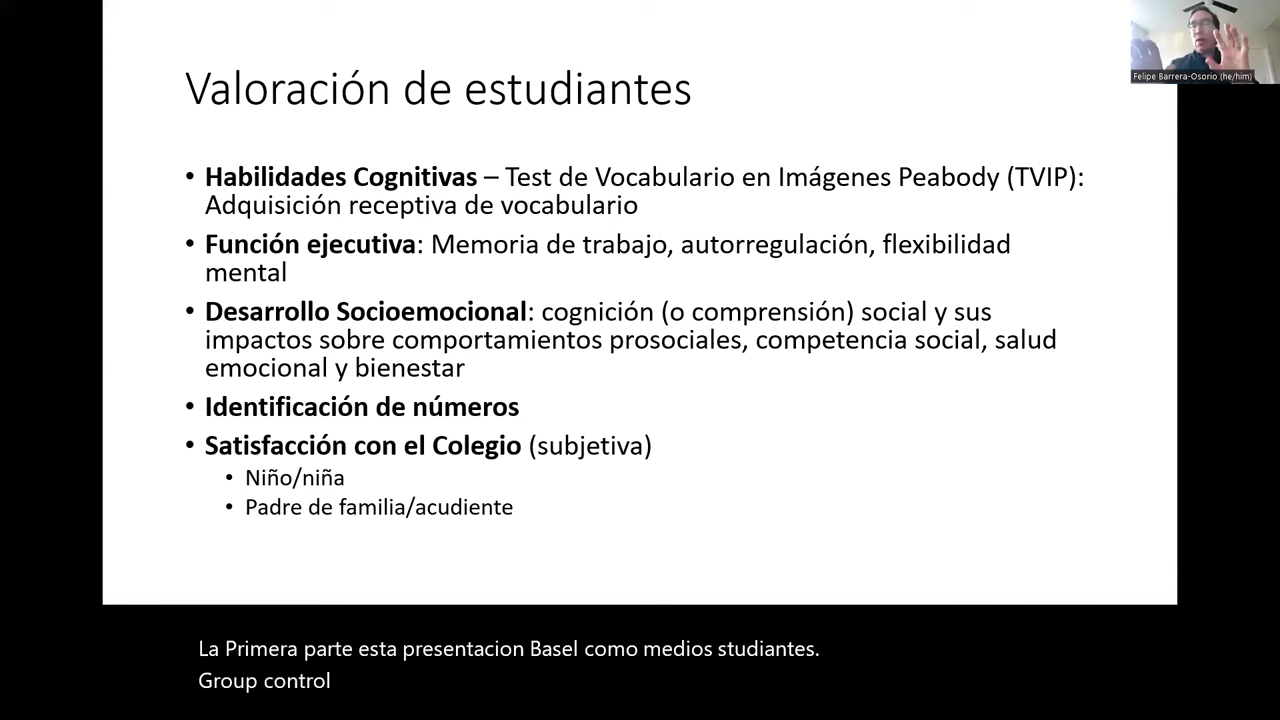 Valoración de estudiantes
Felipe Barrera-Osorio (he/him)
• Habilidades Cognitivas – Test de Vocabulario en Imágenes Peabody (TVIP):
Adquisición receptiva de vocabulario
• Función ejecutiva: Memoria de trabajo, autorregulación, flexibilidad
mental
• Desarrollo Socioemocional: cognición (o comprensión) social y sus
impactos sobre comportamientos prosociales, competencia social, salud
emocional y bienestar
• Identificación de números
• Satisfacción con el Colegio (subjetiva)
• Niño/niña
• Padre de familia/acudiente
La Primera parte esta presentacion Basel como medios studiantes.
Group control